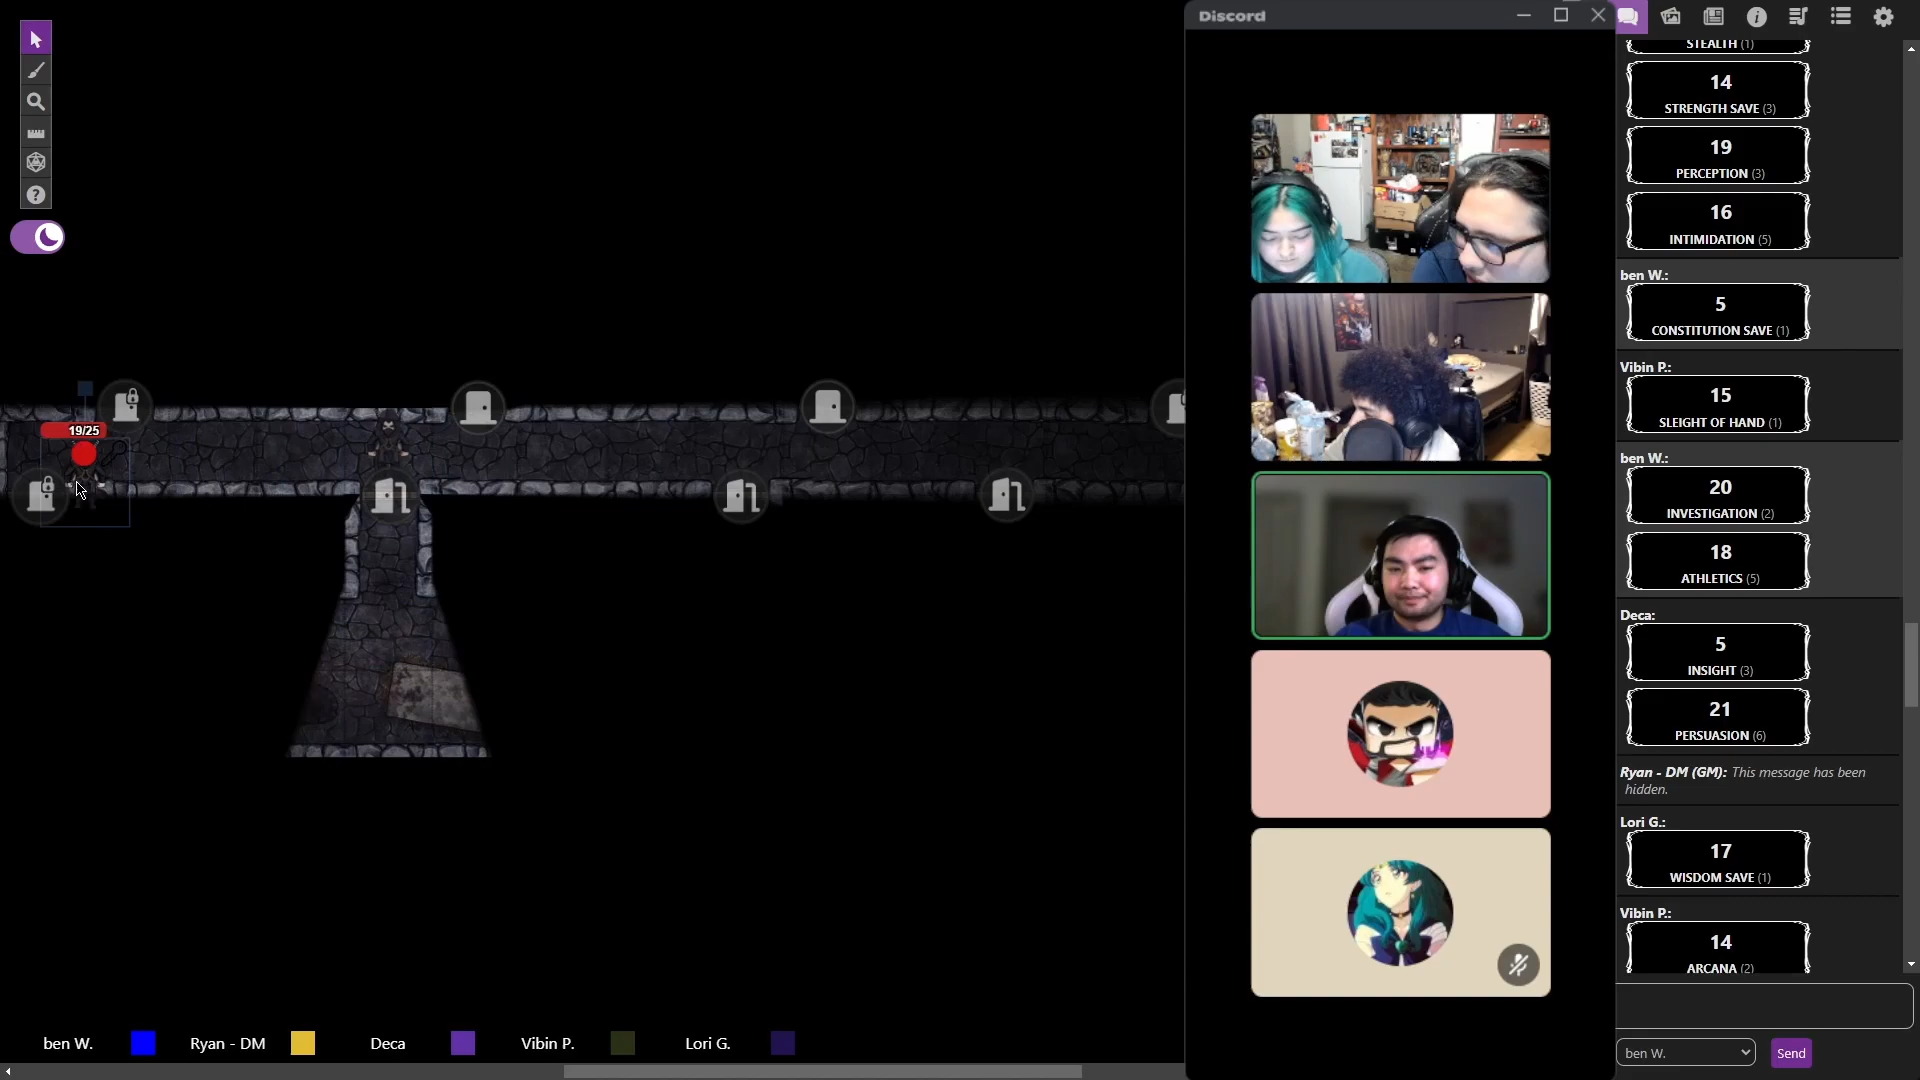 Discord
STEALTH (1)
14
STRENGTH SAVE (3)
19
PERCEPTION (3)
16
INTIMIDATION (5)
ben W.:
5
CONSTITUTION SAVE (1)
Vibin P.:
15
SLEIGHT OF HAND (1)
ben W.:
20
INVESTIGATION (2)
18
ATHLETICS (5)
Deca:
5
INSIGHT (3)
21
PERSUASION (6)
Ryan - DM (GM): This message has been
hidden.
Lori G.:
17
WISDOM SAVE (1)
Vibin P.:
14
ARCANA (2)
19/25
ben W.
Ryan - DM
Deca
Vibin P.
Lori G.
ben W.
Send